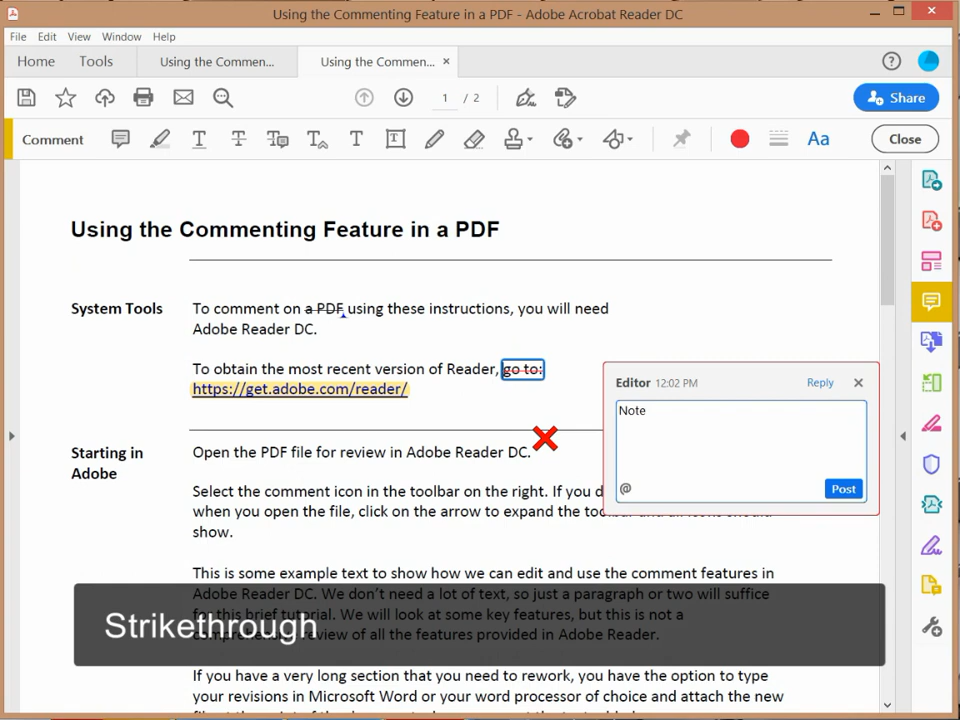 Using the Commenting Feature in a PDF - Adobe Acrobat Reader DC
File Edit View Window Help
Home Tools Using the Commen... Using the Commen... ×
1 / 2 Share
Comment Aa Close
Using the Commenting Feature in a PDF
System Tools
To comment on a PDF using these instructions, you will need
Adobe Reader DC.
To obtain the most recent version of Reader, go to:
https://get.adobe.com/reader/
Editor 12:02 PM Reply
Note
@ Post
Starting in
Adobe
Open the PDF file for review in Adobe Reader DC.
Select the comment icon in the toolbar on the right. If you d
when you open the file, click on the arrow to expand the toolbar and all icons should
show.
This is some example text to show how we can edit and use the comment features in
Adobe Reader DC. We don't need a lot of text, so just a paragraph or two will suffice
for this brief tutorial. We will look at some key features, but this is not a
comprehensive review of all the features provided in Adobe Reader.
Strikethrough
If you have a very long section that you need to rework, you have the option to type
your revisions in Microsoft Word or your word processor of choice and attach the new